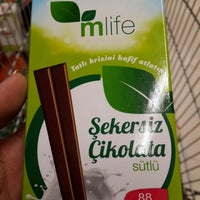 mlife
Tatlı krizini hafif atlatın
Şekersiz
Çikolata
sütlü
88